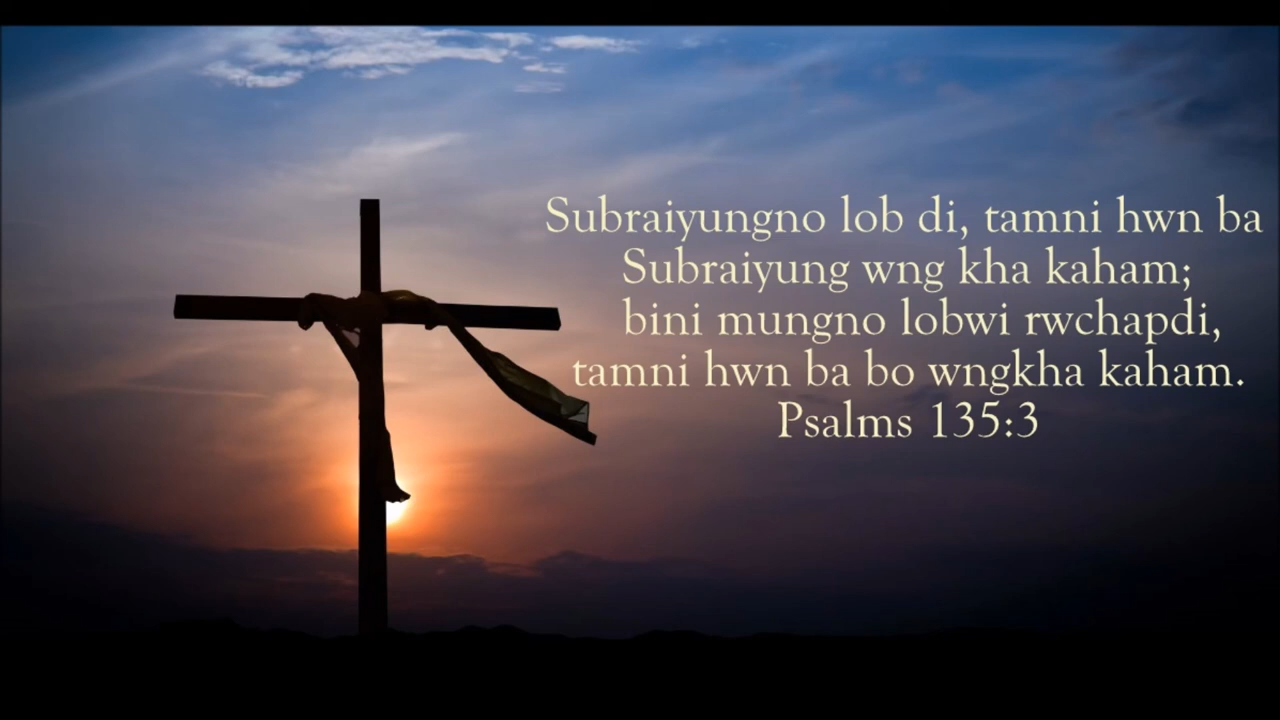 Subraiyungno lob di, tamni hwn ba
Subraiyung wng kha kaham;
bini mungno lobwi rwchapdi,
tamni hwn ba bo wngkha kaham.
Psalms 135:3